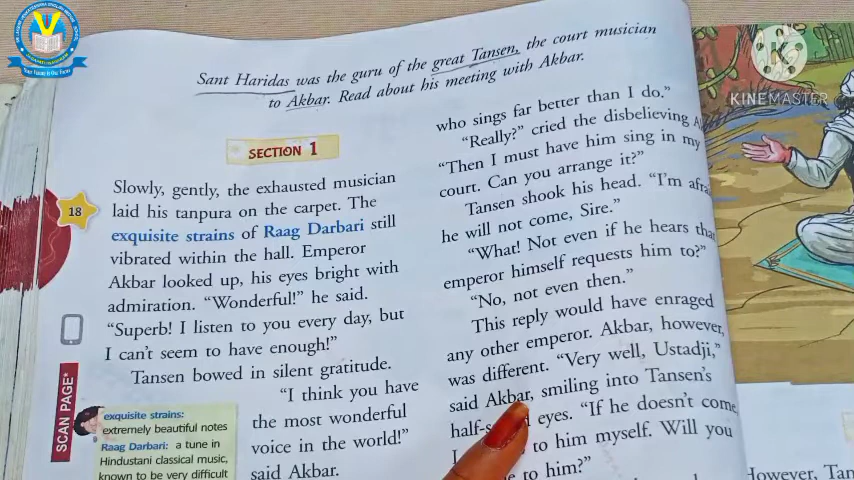 Your Future is Our Focus
KINEMASTER
Sant Haridas was the guru of the great Tansen, the court musician
to Akbar. Read about his meeting with Akbar.
SECTION 1
Slowly, gently, the exhausted musician
laid his tanpura on the carpet. The
exquisite strains of Raag Darbari still
vibrated within the hall. Emperor
Akbar looked up, his eyes bright with
admiration. “Wonderful!” he said.
“Superb! I listen to you every day, but
I can’t seem to have enough!”
Tansen bowed in silent gratitude.
“I think you have
the most wonderful
voice in the world!”
said Akbar.
18
SCAN PAGE*
exquisite strains:
extremely beautiful notes
Raag Darbari: a tune in
Hindustani classical music,
known to be very difficult
who sings far better than I do.”
“Really?” cried the disbelieving A
“Then I must have him sing in my
court. Can you arrange it?”
Tansen shook his head. “I’m afra
he will not come, Sire.”
“What! Not even if he hears tha
emperor himself requests him to?”
“No, not even then.”
This reply would have enraged
any other emperor. Akbar, however,
was different. “Very well, Ustadji,”
said Akbar, smiling into Tansen’s
half-s eyes. “If he doesn’t come
I to him myself. Will you
to him?”
However, Tan